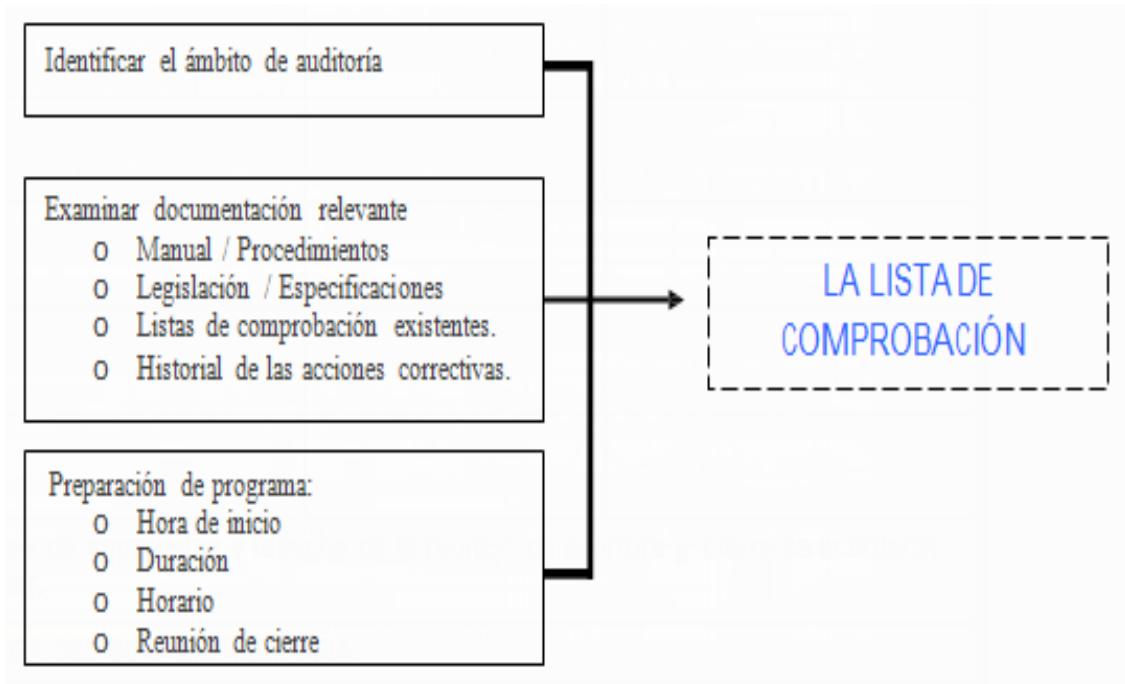 Identificar el ámbito de auditoría
Examinar documentación relevante
o Manual / Procedimientos
o Legislación / Especificaciones
o Listas de comprobación existentes.
o Historial de las acciones correctivas.
LA LISTA DE
COMPROBACIÓN
Preparación de programa:
o Hora de inicio
o Duración
o Horario
o Reunión de cierre